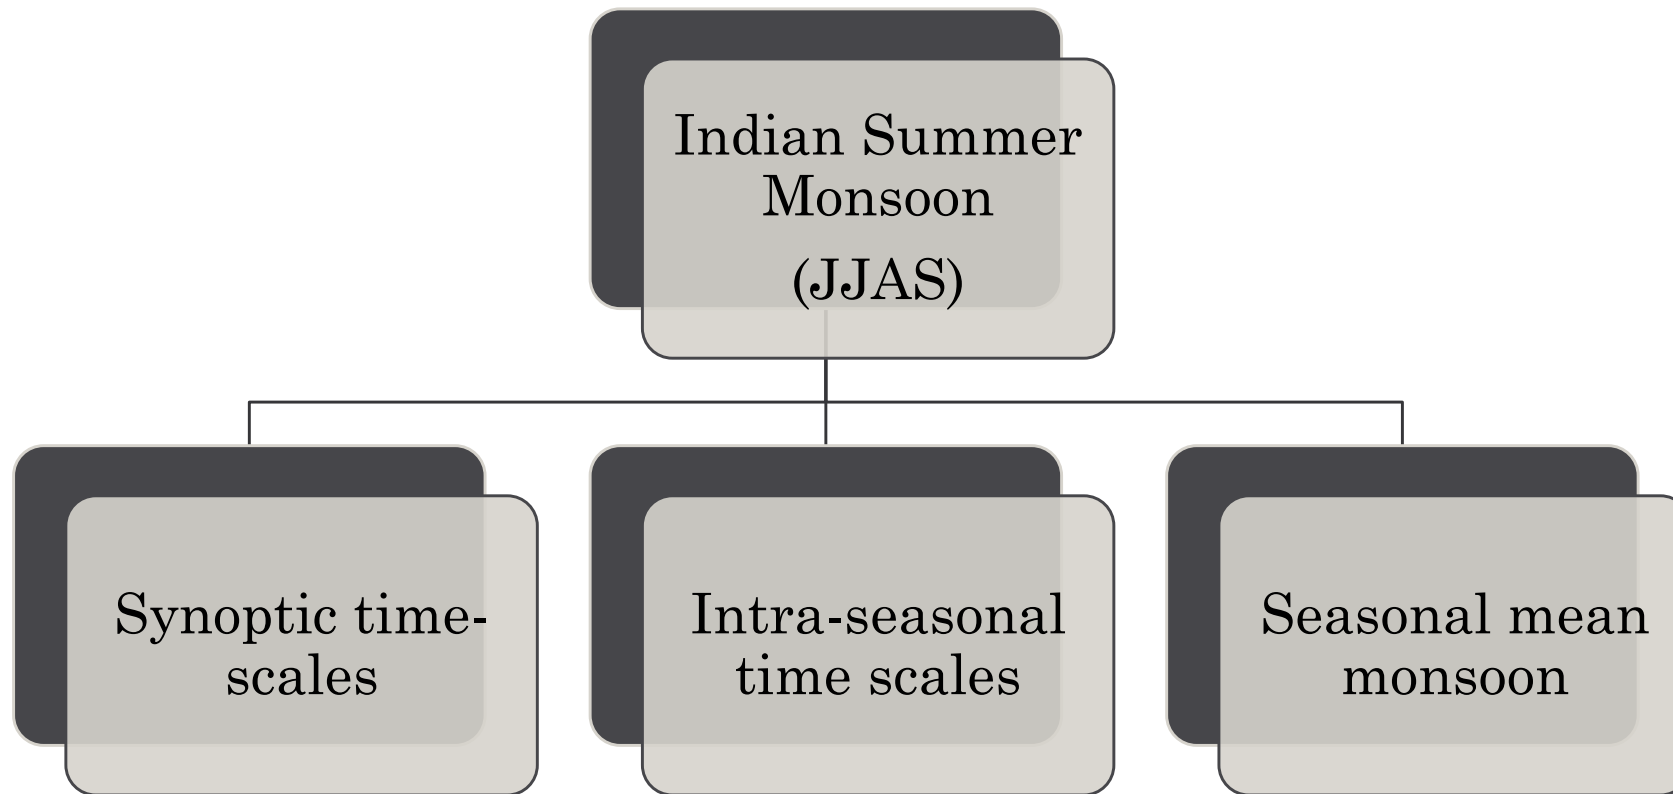 Indian Summer
Monsoon
(JJAS)
Synoptic time-
scales
Intra-seasonal
time scales
Seasonal mean
monsoon